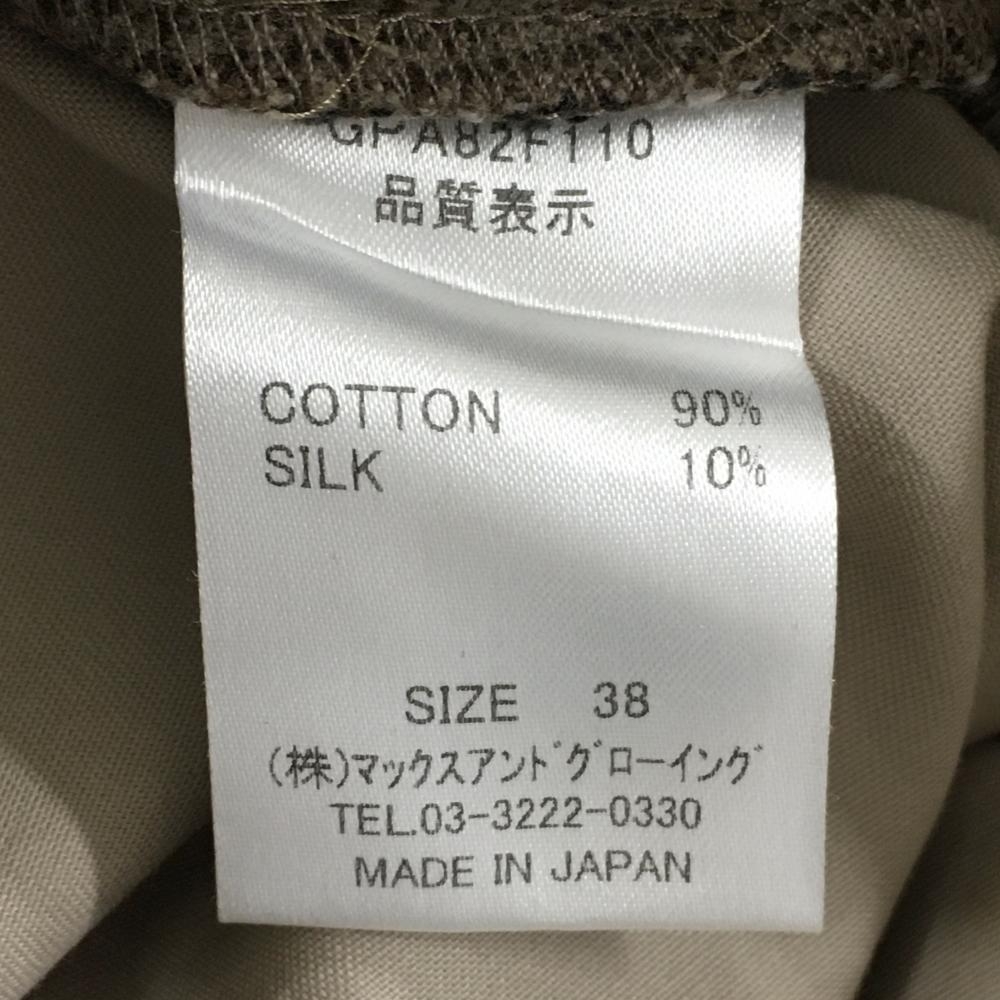 GPA82F110
品質表示
COTTON 90%
SILK 10%
SIZE 38
(株)マックスアンドグローイング
TEL.03-3222-0330
MADE IN JAPAN